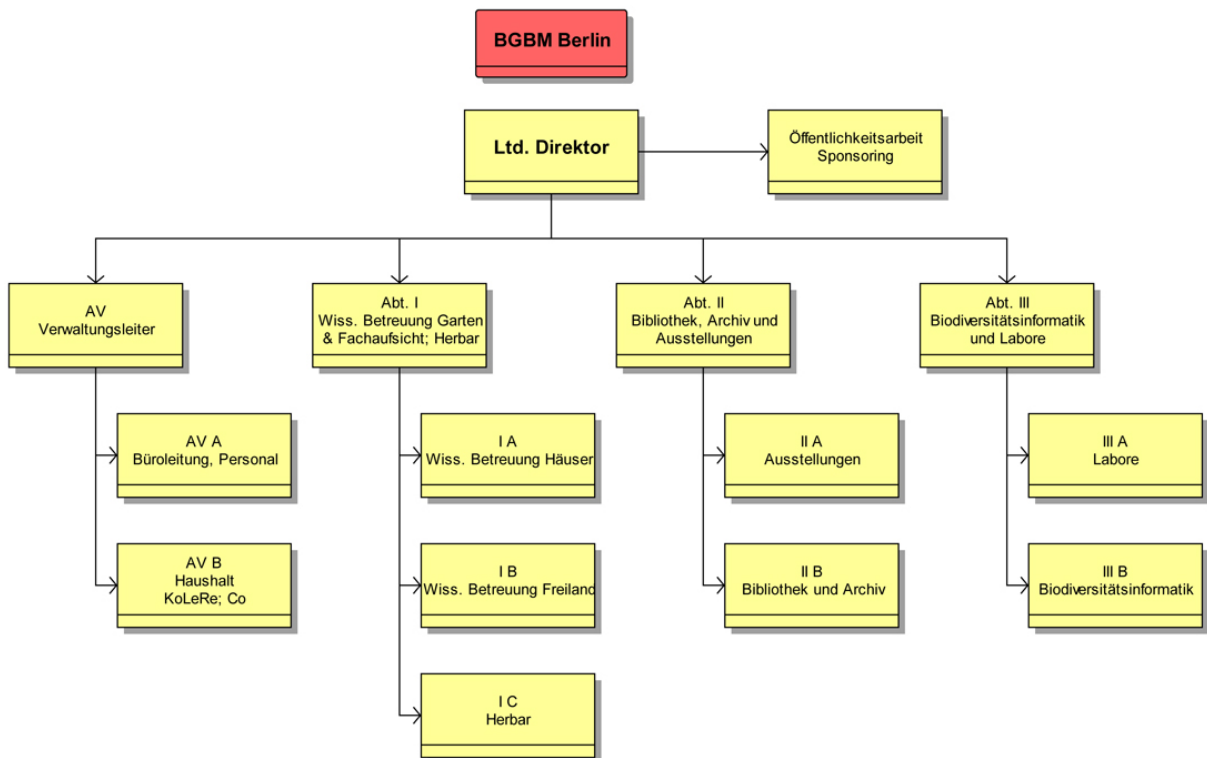 BGBM Berlin
Ltd. Direktor
Öffentlichkeitsarbeit
Sponsoring
AV
Verwaltungsleiter
Abt. I
Wiss. Betreuung Garten
& Fachaufsicht; Herbar
Abt. II
Bibliothek, Archiv und
Ausstellungen
Abt. III
Biodiversitätsinformatik
und Labore
AV A
Büroleitung, Personal
I A
Wiss. Betreuung Häuser
II A
Ausstellungen
III A
Labore
AV B
Haushalt
KoLeRe; Co
I B
Wiss. Betreuung Freiland
II B
Bibliothek und Archiv
III B
Biodiversitätsinformatik
I C
Herbar